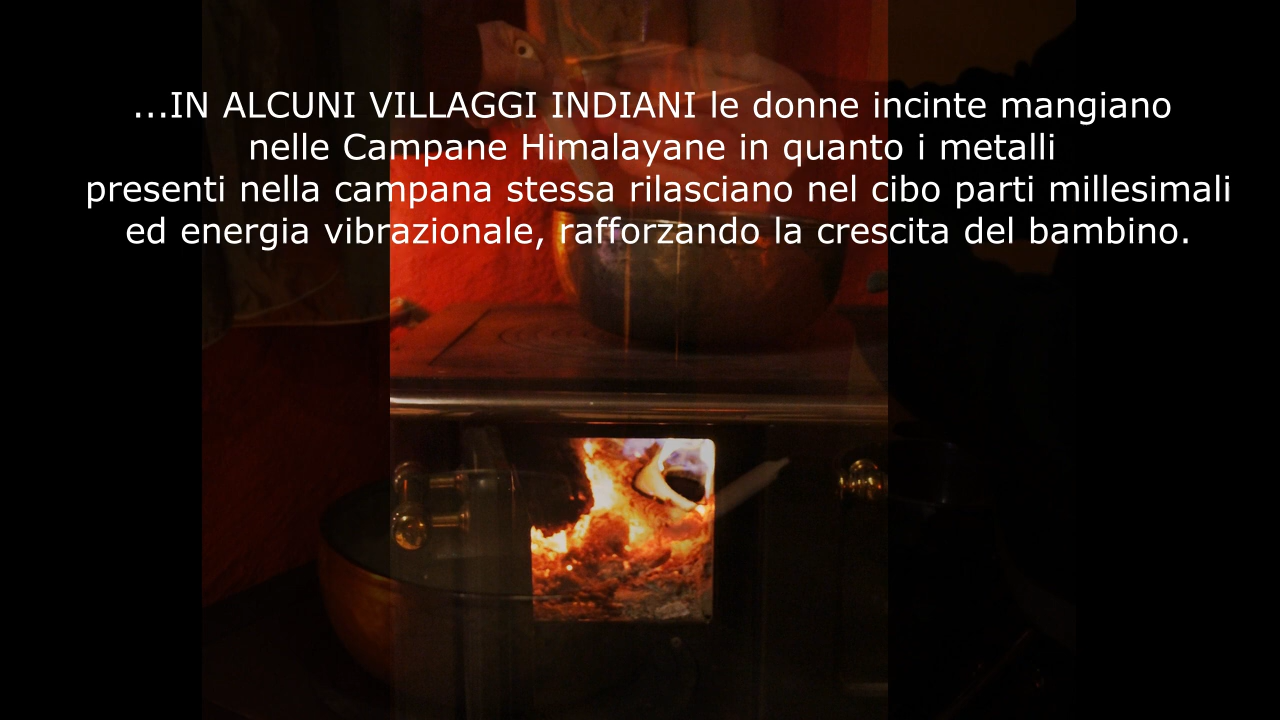 ...IN ALCUNI VILLAGGI INDIANI le donne incinte mangiano
nelle Campane Himalayane in quanto i metalli
presenti nella campana stessa rilasciano nel cibo parti millesimali
ed energia vibrazionale, rafforzando la crescita del bambino.